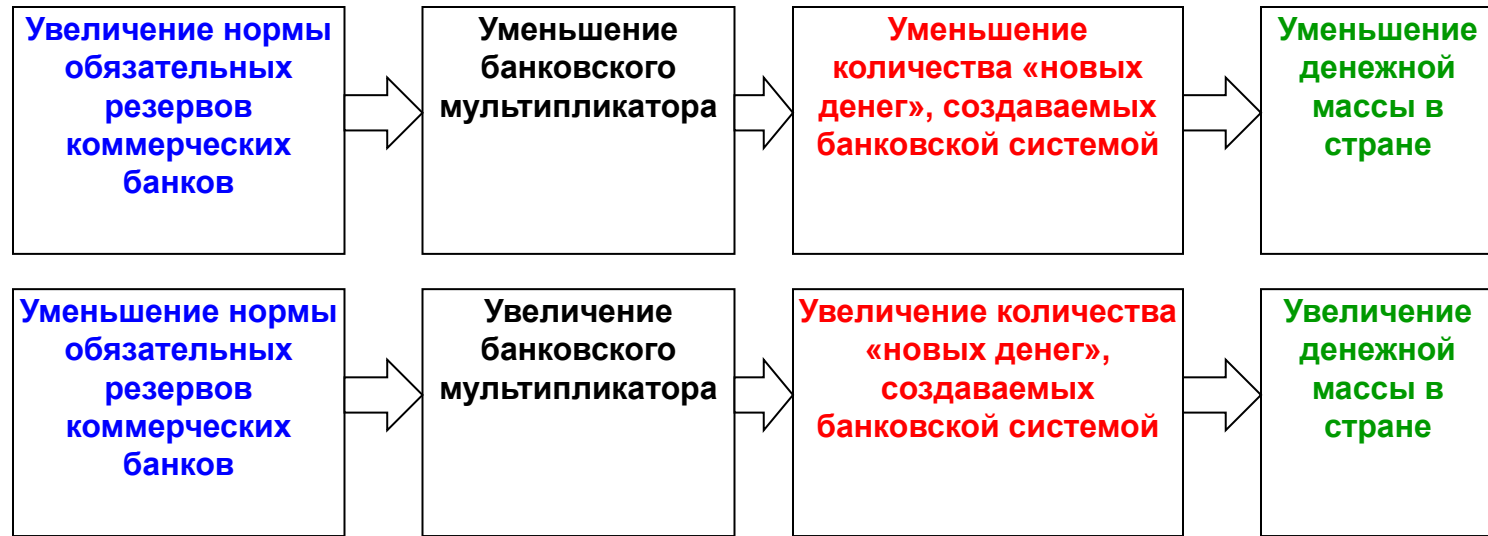 Увеличение нормы
обязательных
резервов
коммерческих
банков
Уменьшение
банковского
мультипликатора
Уменьшение
количества «новых
денег», создаваемых
банковской системой
Уменьшение
денежной
массы в
стране
Уменьшение нормы
обязательных
резервов
коммерческих
банков
Увеличение
банковского
мультипликатора
Увеличение количества
«новых денег»,
создаваемых
банковской системой
Увеличение
денежной
массы в
стране